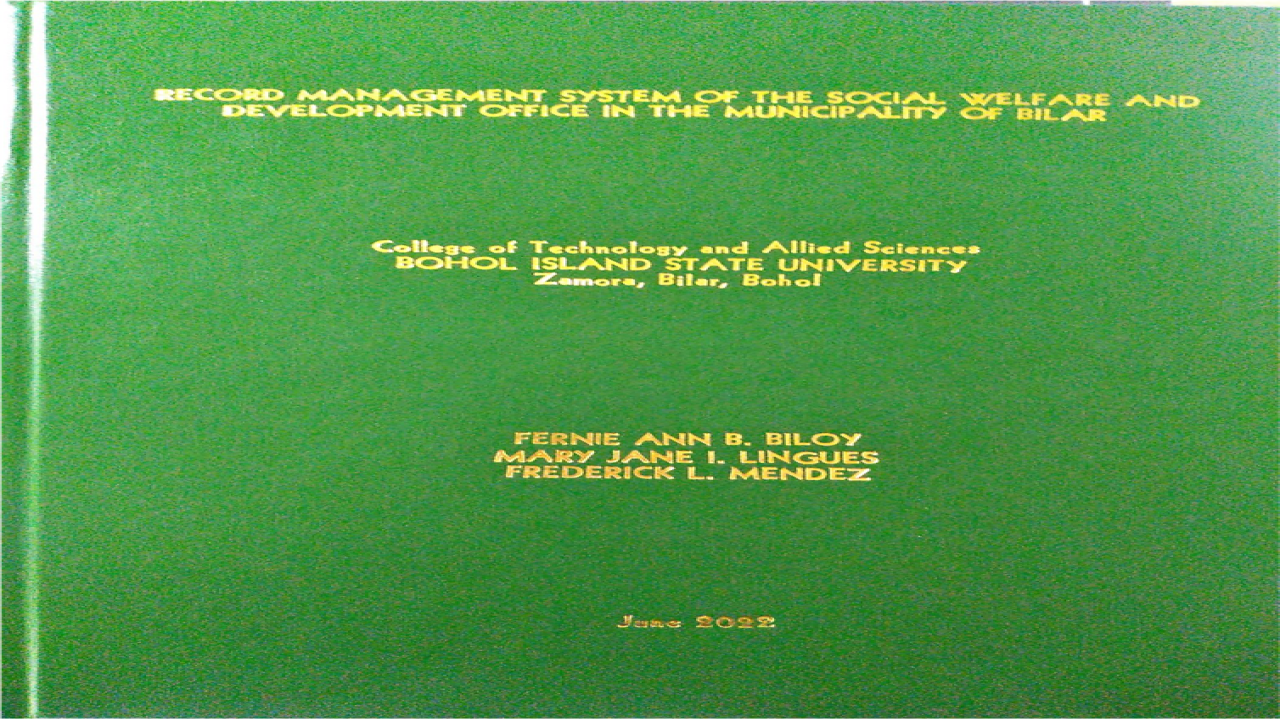 RECORD MANAGEMENT SYSTEM OF THE SOCIAL WELFARE AND
DEVELOPMENT OFFICE IN THE MUNICIPALITY OF BILAR
College of Technology and Allied Sciences
BOHOL ISLAND STATE UNIVERSITY
Zamora, Bilar, Bohol
FERNIE ANN B. BILOY
MARY JANE I. LINGUES
FREDERICK L. MENDEZ
June 2022